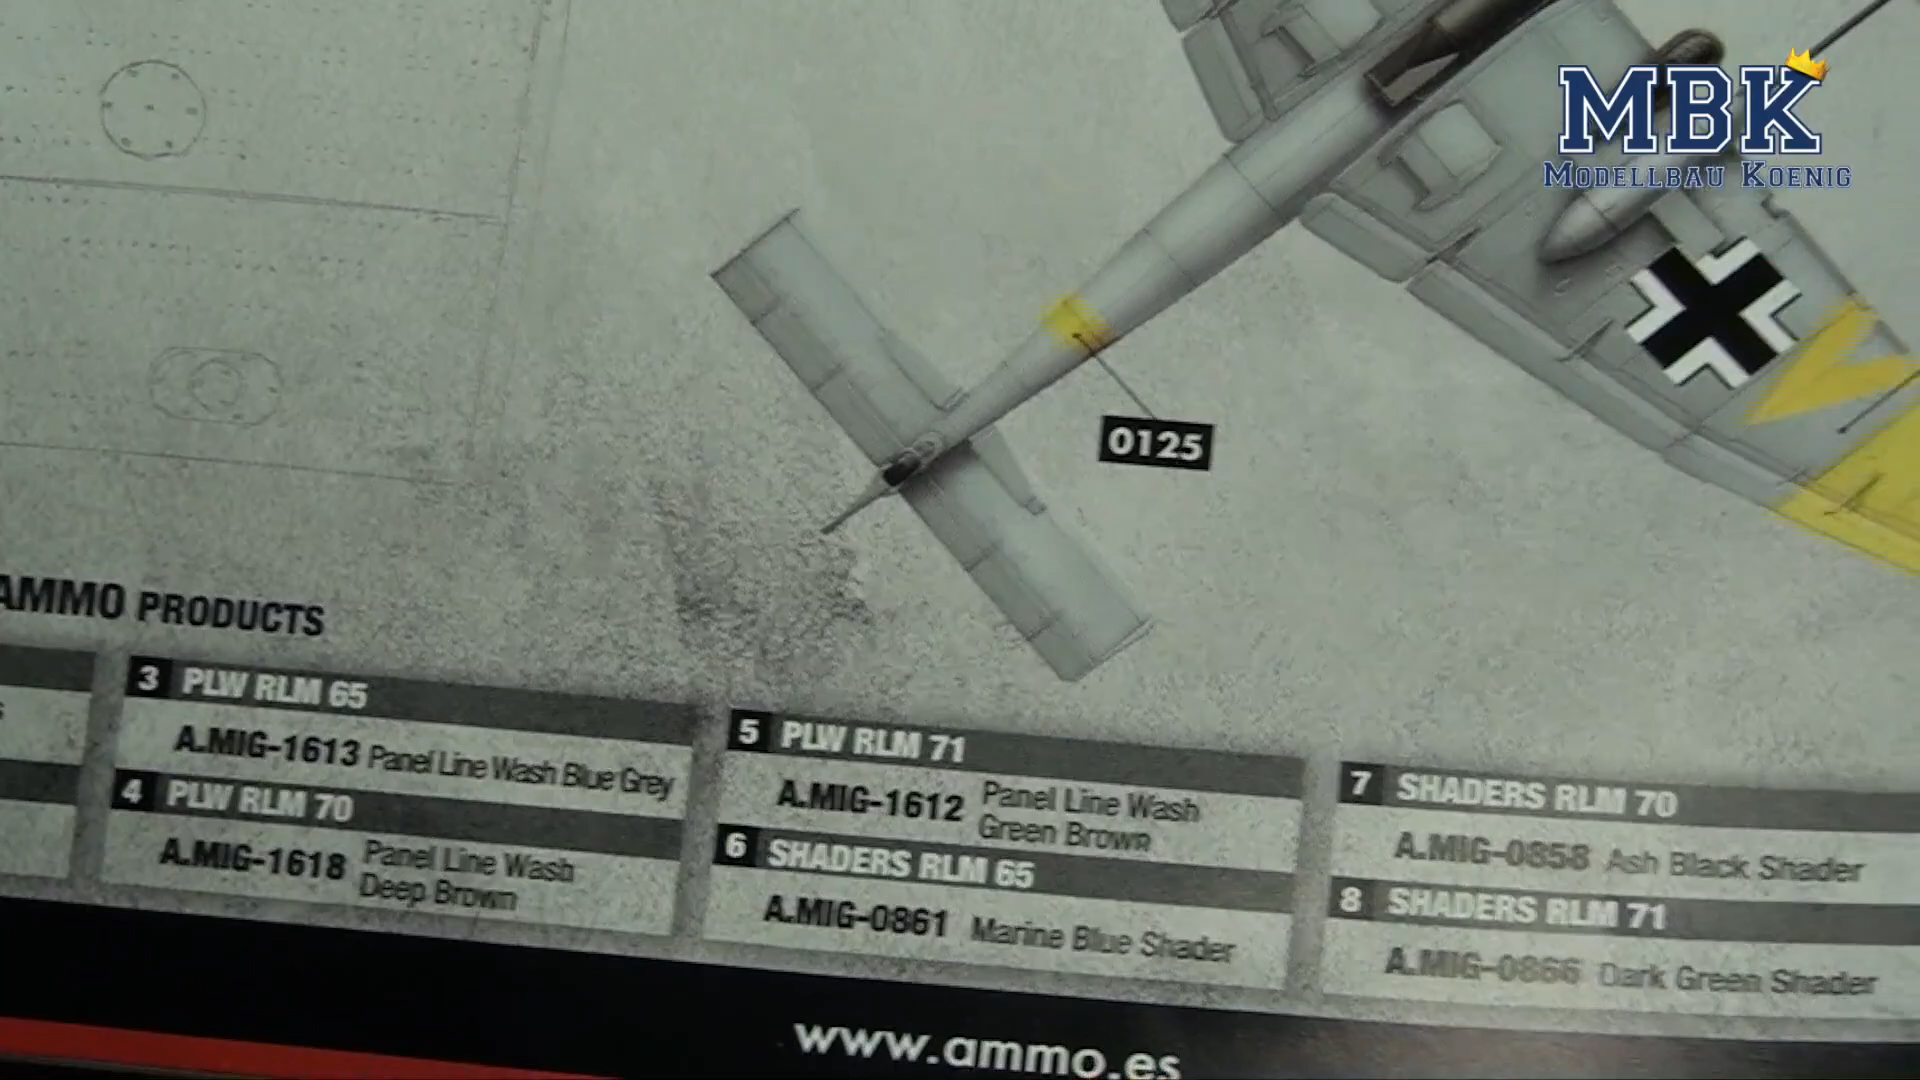 MBK
MODELLBAU KOENIG
0125
AMMO PRODUCTS
3 PLW RLM 65
A.MIG-1613 Panel Line Wash Blue Grey
4 PLW RLM 70
A.MIG-1618 Panel Line Wash
Deep Brown
5 PLW RLM 71
A.MIG-1612 Panel Line Wash
Green Brown
6 SHADERS RLM 65
A.MIG-0861 Marine Blue Shader
7 SHADERS RLM 70
A.MIG-0858 Ash Black Shader
8 SHADERS RLM 71
A.MIG-0866 Dark Green Shader
www.ammo.es